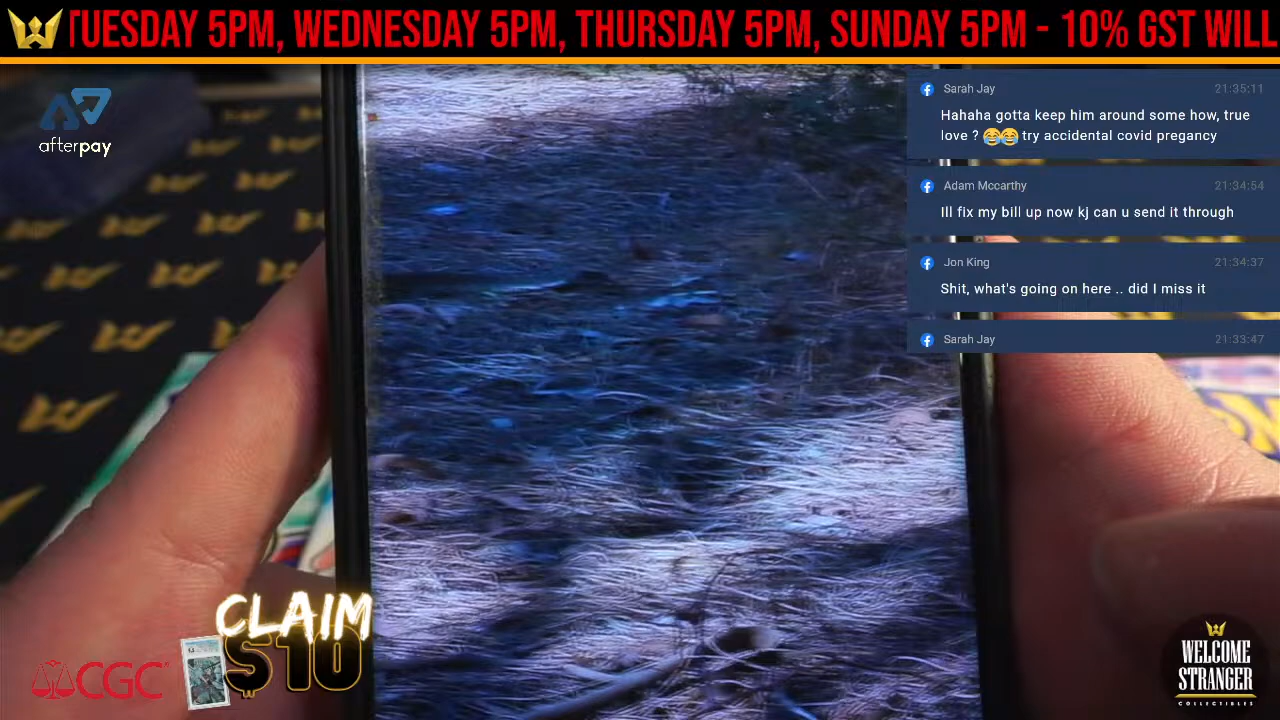 TUESDAY 5PM, WEDNESDAY 5PM, THURSDAY 5PM, SUNDAY 5PM - 10% GST WILL
afterpay
Sarah Jay 21:35:11
Hahaha gotta keep him around some how, true
love ? 😂😂 try accidental covid pregancy
Adam Mccarthy 21:34:54
Ill fix my bill up now kj can u send it through
Jon King 21:34:37
Shit, what's going on here .. did I miss it
Sarah Jay 21:33:47
CLAIM
$10
CGC
WELCOME
STRANGER
COLLECTIBLES